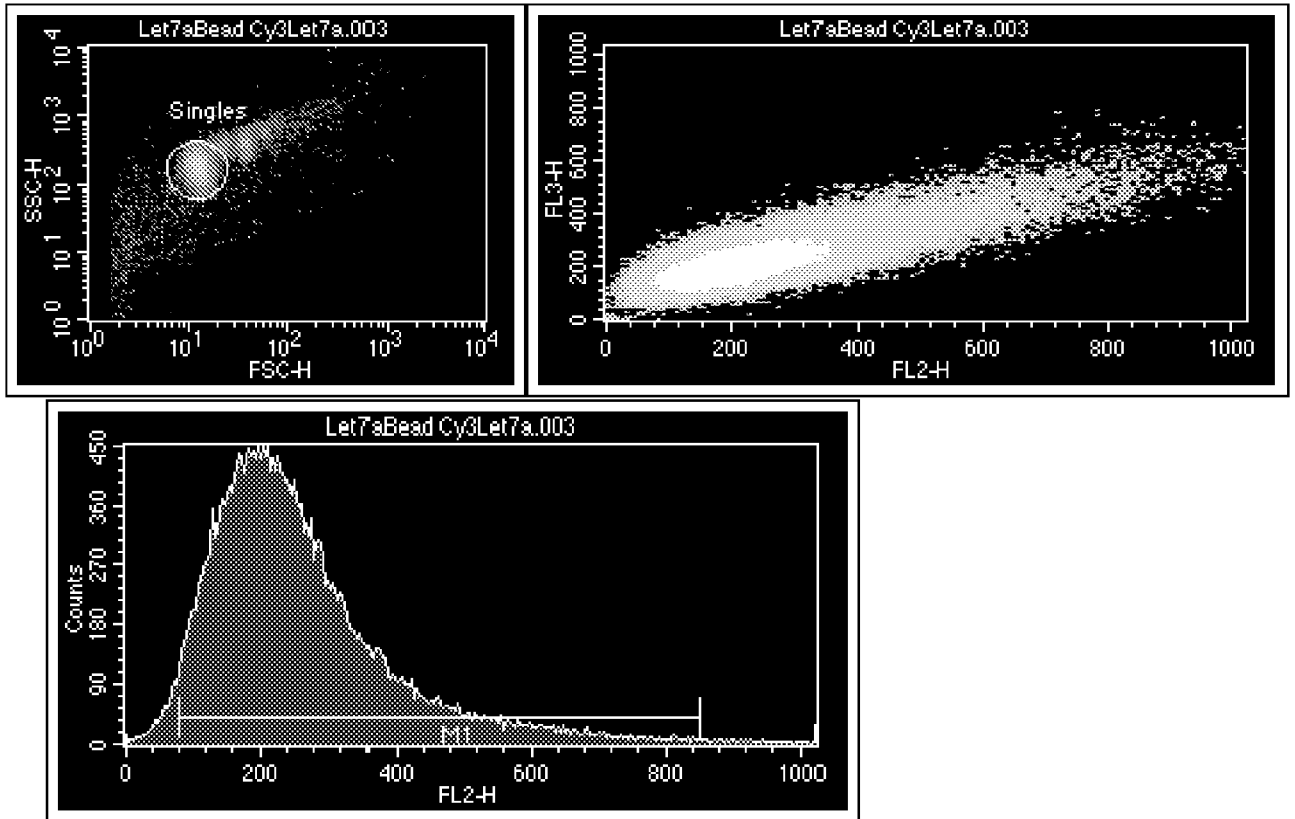 Let7aBead Cy3Let7a.003
SSC-H
10^4
10^3
10^2
10^1
10^0
Singles
10^0 10^1 10^2 10^3 10^4
FSC-H
Let7aBead Cy3Let7a.003
FL3-H
1000
800
600
400
200
0
0 200 400 600 800 1000
FL2-H
Let7aBead Cy3Let7a.003
Counts
450
360
270
180
90
0
M1
0 200 400 600 800 1000
FL2-H